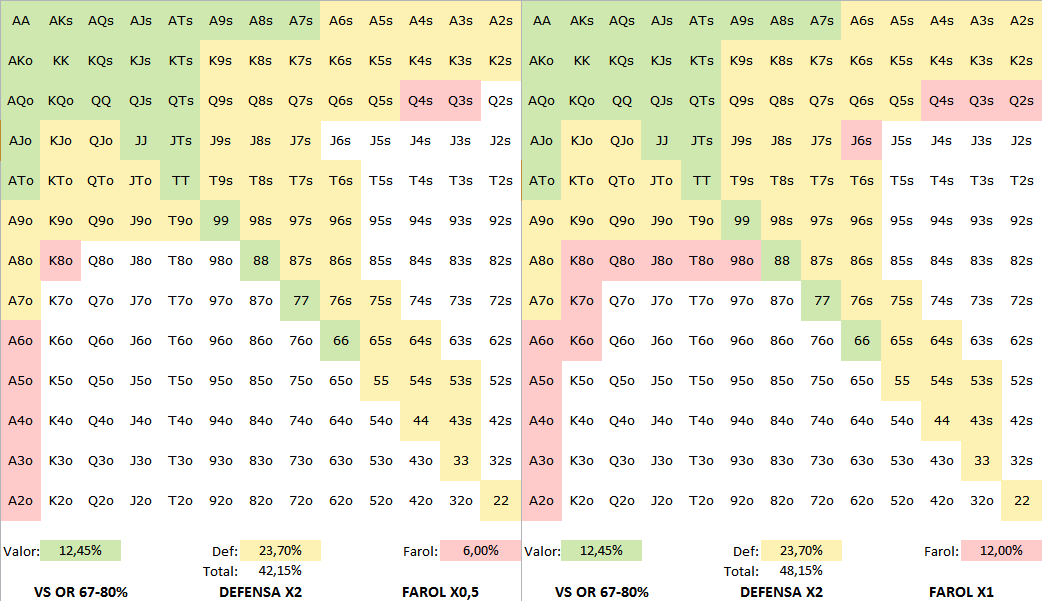 AA AKs AQs AJs ATs A9s A8s A7s A6s A5s A4s A3s A2s AA AKs AQs AJs ATs A9s A8s A7s A6s A5s A4s A3s A2s
AKo KK KQs KJs KTs K9s K8s K7s K6s K5s K4s K3s K2s AKo KK KQs KJs KTs K9s K8s K7s K6s K5s K4s K3s K2s
AQo KQo QQ QJs QTs Q9s Q8s Q7s Q6s Q5s Q4s Q3s Q2s AQo KQo QQ QJs QTs Q9s Q8s Q7s Q6s Q5s Q4s Q3s Q2s
AJo KJo QJo JJ JTs J9s J8s J7s J6s J5s J4s J3s J2s AJo KJo QJo JJ JTs J9s J8s J7s J6s J5s J4s J3s J2s
ATo KTo QTo JTo TT T9s T8s T7s T6s T5s T4s T3s T2s ATo KTo QTo JTo TT T9s T8s T7s T6s T5s T4s T3s T2s
A9o K9o Q9o J9o T9o 99 98s 97s 96s 95s 94s 93s 92s A9o K9o Q9o J9o T9o 99 98s 97s 96s 95s 94s 93s 92s
A8o K8o Q8o J8o T8o 98o 88 87s 86s 85s 84s 83s 82s A8o K8o Q8o J8o T8o 98o 88 87s 86s 85s 84s 83s 82s
A7o K7o Q7o J7o T7o 97o 87o 77 76s 75s 74s 73s 72s A7o K7o Q7o J7o T7o 97o 87o 77 76s 75s 74s 73s 72s
A6o K6o Q6o J6o T6o 96o 86o 76o 66 65s 64s 63s 62s A6o K6o Q6o J6o T6o 96o 86o 76o 66 65s 64s 63s 62s
A5o K5o Q5o J5o T5o 95o 85o 75o 65o 55 54s 53s 52s A5o K5o Q5o J5o T5o 95o 85o 75o 65o 55 54s 53s 52s
A4o K4o Q4o J4o T4o 94o 84o 74o 64o 54o 44 43s 42s A4o K4o Q4o J4o T4o 94o 84o 74o 64o 54o 44 43s 42s
A3o K3o Q3o J3o T3o 93o 83o 73o 63o 53o 43o 33 32s A3o K3o Q3o J3o T3o 93o 83o 73o 63o 53o 43o 33 32s
A2o K2o Q2o J2o T2o 92o 82o 72o 62o 52o 42o 32o 22 A2o K2o Q2o J2o T2o 92o 82o 72o 62o 52o 42o 32o 22
Valor: 12,45% Def: 23,70% Farol: 6,00% Valor: 12,45% Def: 23,70% Farol: 12,00%
Total: 42,15% Total: 48,15%
VS OR 67-80% DEFENSA X2 FAROL X0,5 VS OR 67-80% DEFENSA X2 FAROL X1